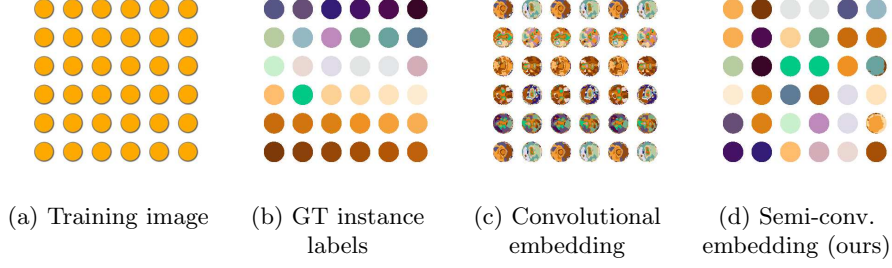 (a) Training image
(b) GT instance
labels
(c) Convolutional
embedding
(d) Semi-conv.
embedding (ours)